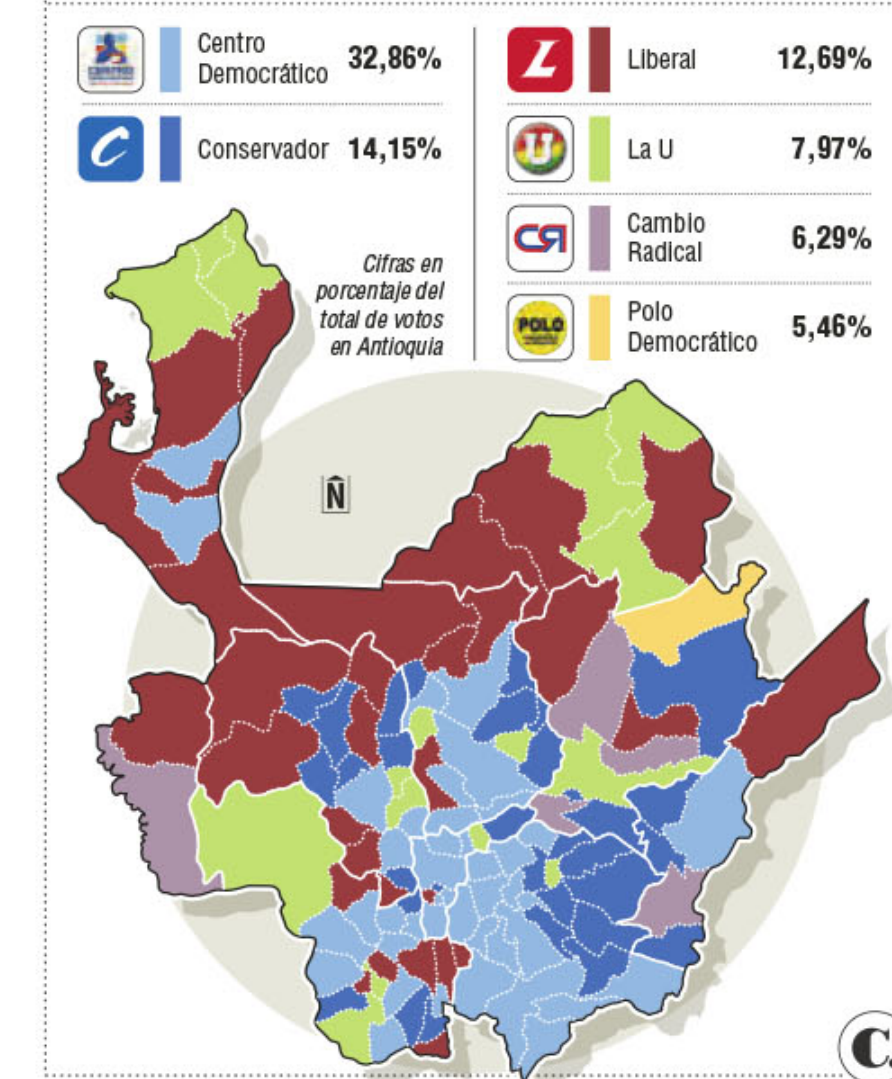 Centro
Democrático 32,86%
C Conservador 14,15%
L Liberal 12,69%
U La U 7,97%
CR Cambio
Radical 6,29%
POLO Polo
Democrático 5,46%
Cifras en
porcentaje del
total de votos
en Antioquia
N
C.